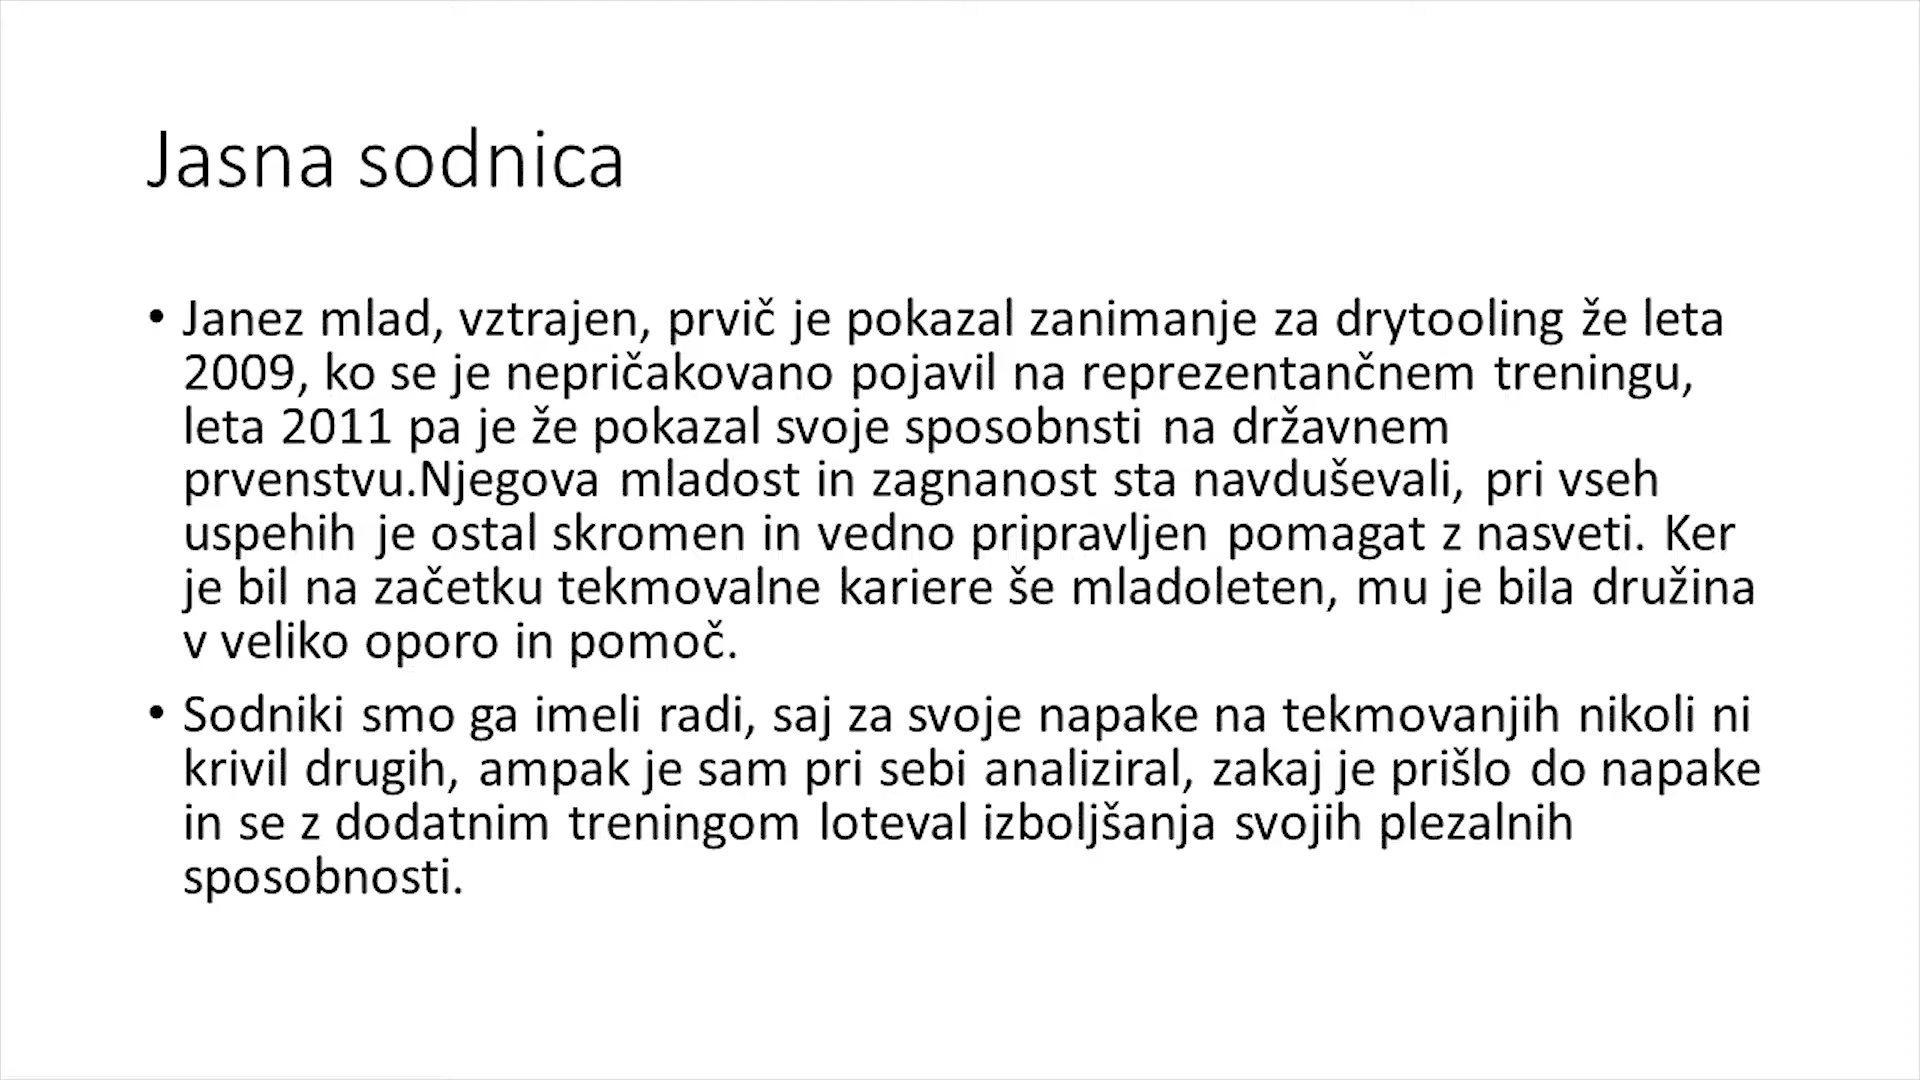 Jasna sodnica
• Janez mlad, vztrajen, prvič je pokazal zanimanje za drytooling že leta
2009, ko se je nepričakovano pojavil na reprezentančnem treningu,
leta 2011 pa je že pokazal svoje sposobnsti na državnem
prvenstvu.Njegova mladost in zagnanost sta navduševali, pri vseh
uspehih je ostal skromen in vedno pripravljen pomagat z nasveti. Ker
je bil na začetku tekmovalne kariere še mladoleten, mu je bila družina
v veliko oporo in pomoč.
• Sodniki smo ga imeli radi, saj za svoje napake na tekmovanjih nikoli ni
krivil drugih, ampak je sam pri sebi analiziral, zakaj je prišlo do napake
in se z dodatnim treningom loteval izboljšanja svojih plezalnih
sposobnosti.